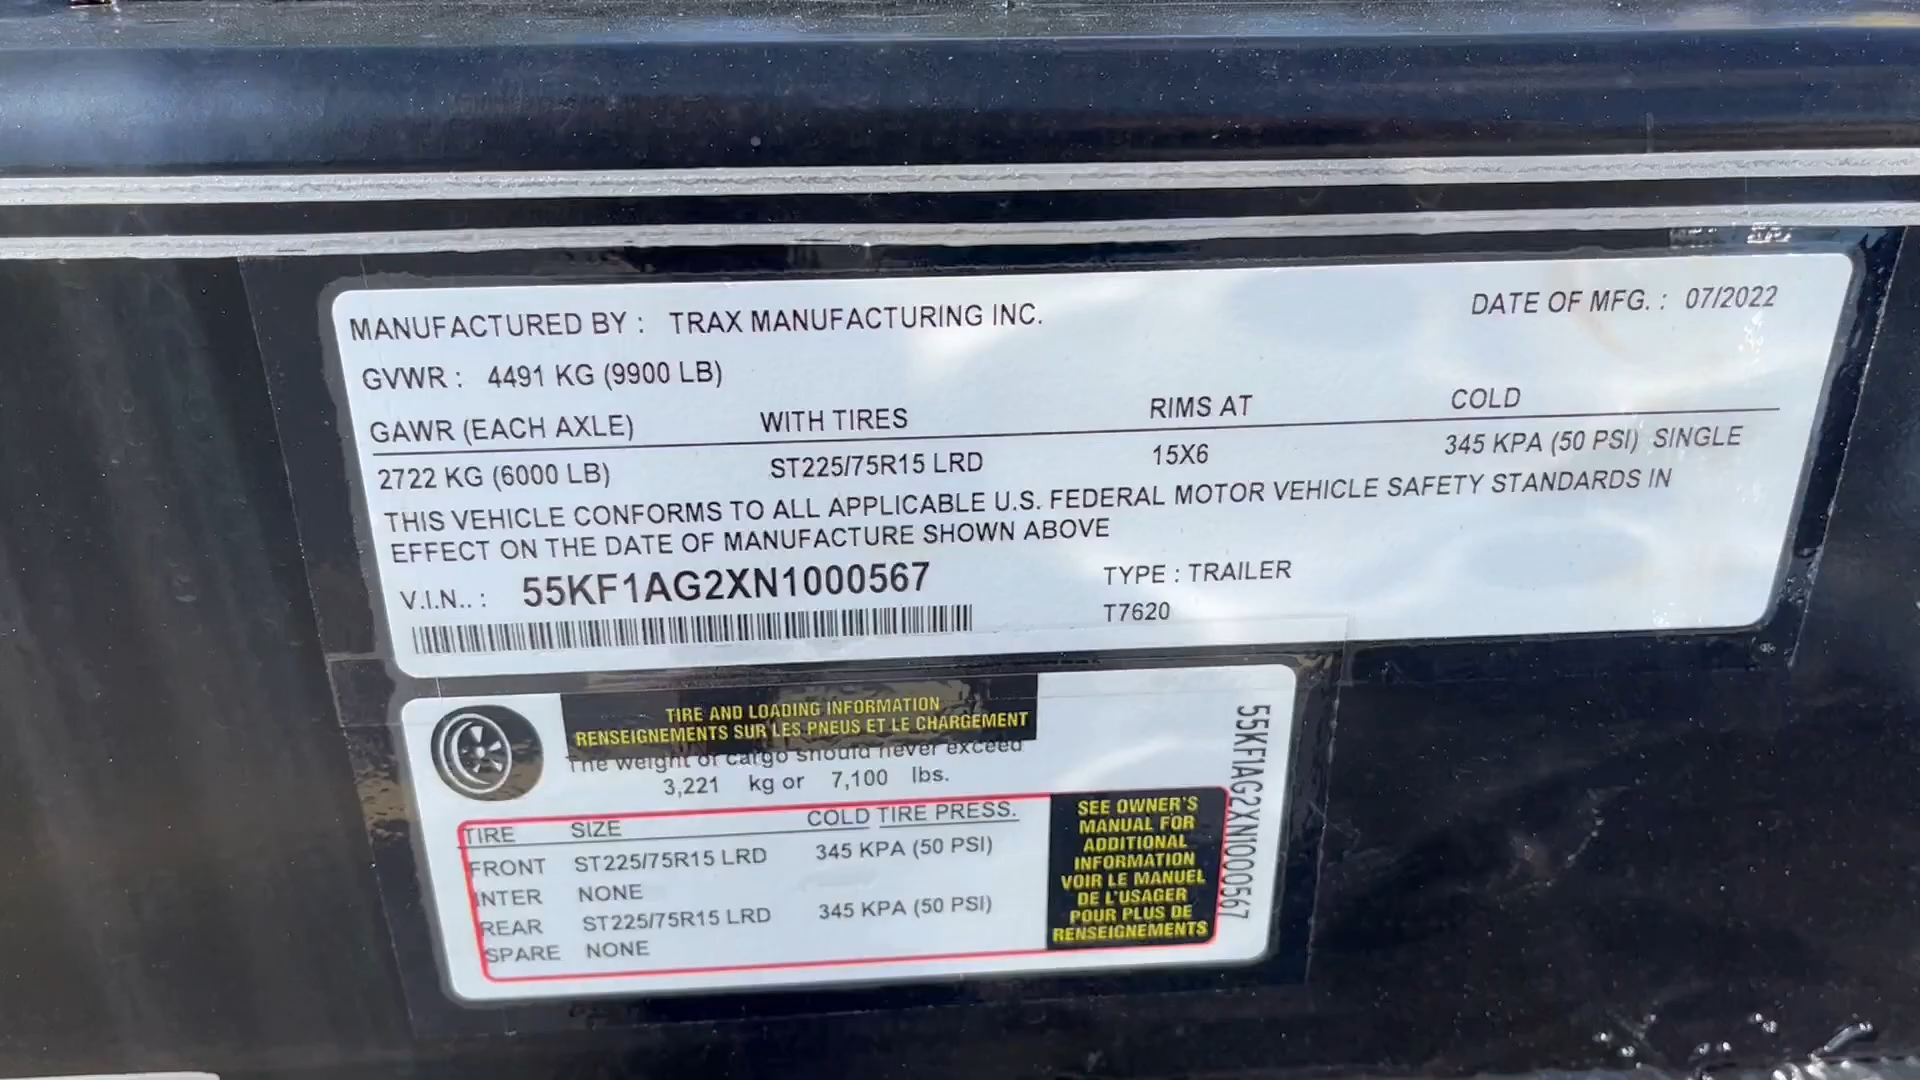 MANUFACTURED BY : TRAX MANUFACTURING INC. DATE OF MFG. : 07/2022
GVWR : 4491 KG (9900 LB)
GAWR (EACH AXLE) WITH TIRES RIMS AT COLD
2722 KG (6000 LB) ST225/75R15 LRD 15X6 345 KPA (50 PSI) SINGLE
THIS VEHICLE CONFORMS TO ALL APPLICABLE U.S. FEDERAL MOTOR VEHICLE SAFETY STANDARDS IN
EFFECT ON THE DATE OF MANUFACTURE SHOWN ABOVE
V.I.N.. : 55KF1AG2XN1000567 TYPE : TRAILER
T7620
TIRE AND LOADING INFORMATION
RENSEIGNEMENTS SUR LES PNEUS ET LE CHARGEMENT
The weight of cargo should never exceed
3,221 kg or 7,100 lbs.
TIRE SIZE COLD TIRE PRESS.
FRONT ST225/75R15 LRD 345 KPA (50 PSI)
INTER NONE
REAR ST225/75R15 LRD 345 KPA (50 PSI)
SPARE NONE
SEE OWNER'S
MANUAL FOR
ADDITIONAL
INFORMATION
VOIR LE MANUEL
DE L'USAGER
POUR PLUS DE
RENSEIGNEMENTS
55KF1AG2XN1000567